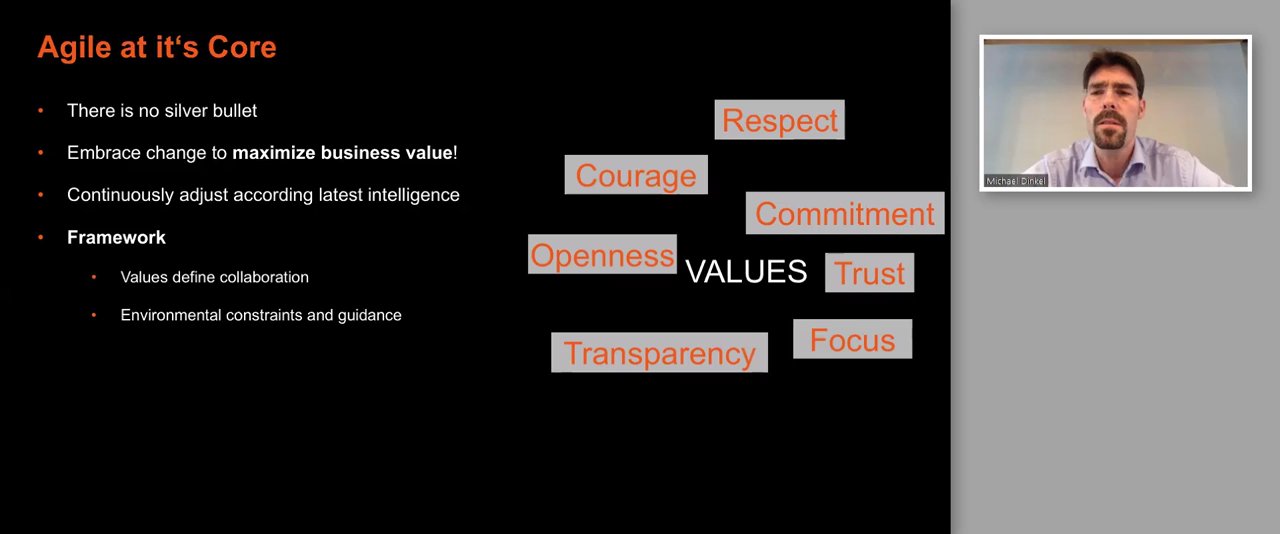 Agile at it‘s Core
• There is no silver bullet
• Embrace change to maximize business value!
• Continuously adjust according latest intelligence
• Framework
• Values define collaboration
• Environmental constraints and guidance
Respect
Courage
Commitment
Openness
VALUES
Trust
Focus
Transparency
Michael Dinkel